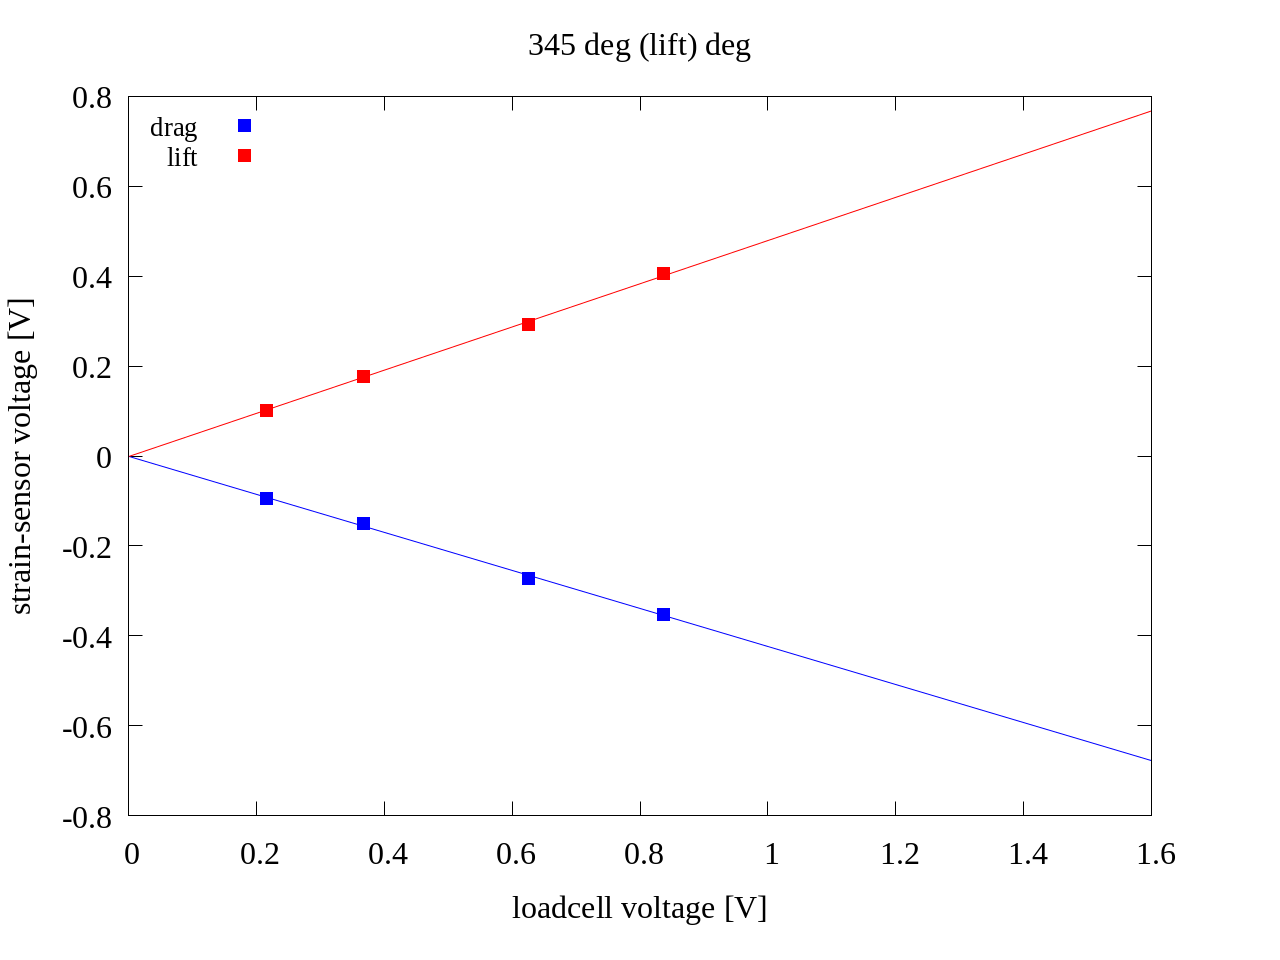 345 deg (lift) deg
drag
lift
0.8
0.6
0.4
0.2
0
-0.2
-0.4
-0.6
-0.8
strain-sensor voltage [V]
0 0.2 0.4 0.6 0.8 1 1.2 1.4 1.6
loadcell voltage [V]